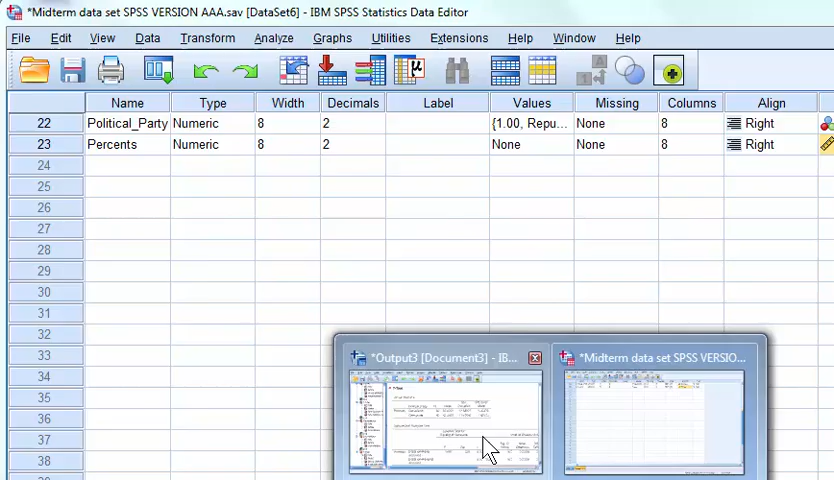 *Midterm data set SPSS VERSION AAA.sav [DataSet6] - IBM SPSS Statistics Data Editor
File Edit View Data Transform Analyze Graphs Utilities Extensions Help Window Help
Name Type Width Decimals Label Values Missing Columns Align
22 Political_Party Numeric 8 2 {1.00, Repu... None 8 Right
23 Percents Numeric 8 2 None None 8 Right
24
25
26
27
28
29
30
31
32
33
34
35
36
37
38
39
*Output3 [Document3] - IB...
*Midterm data set SPSS VERSIO...